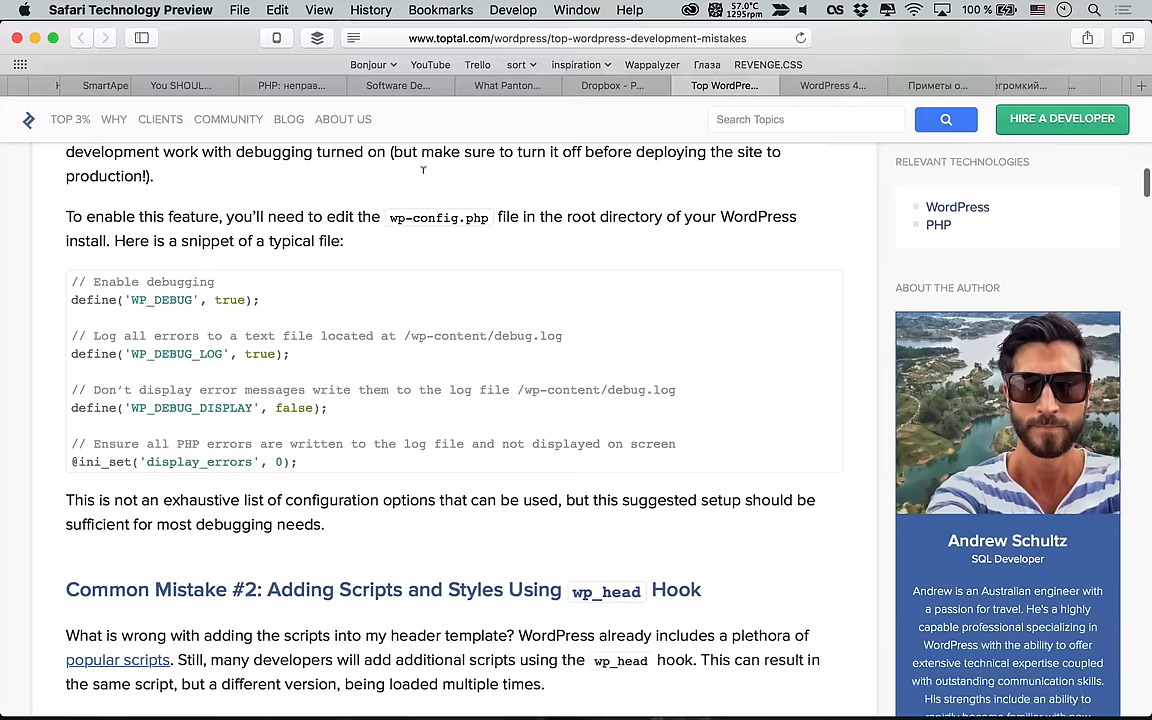 Safari Technology Preview File Edit View History Bookmarks Develop Window Help 57.0°C 1295rpm 100 %
www.toptal.com/wordpress/top-wordpress-development-mistakes
Bonjour YouTube Trello sort inspiration Wappalyzer Глаза REVENGE.CSS
SmartApe You SHOUL... PHP: неправ... Software De... What Panton... Dropbox - P... Top WordPre... WordPress 4... Приметы о... егромкий... ...
TOP 3% WHY CLIENTS COMMUNITY BLOG ABOUT US Search Topics HIRE A DEVELOPER
development work with debugging turned on (but make sure to turn it off before deploying the site to
production!).
To enable this feature, you’ll need to edit the wp-config.php file in the root directory of your WordPress
install. Here is a snippet of a typical file:
// Enable debugging
define('WP_DEBUG', true);
// Log all errors to a text file located at /wp-content/debug.log
define('WP_DEBUG_LOG', true);
// Don’t display error messages write them to the log file /wp-content/debug.log
define('WP_DEBUG_DISPLAY', false);
// Ensure all PHP errors are written to the log file and not displayed on screen
@ini_set('display_errors', 0);
This is not an exhaustive list of configuration options that can be used, but this suggested setup should be
sufficient for most debugging needs.
Common Mistake #2: Adding Scripts and Styles Using wp_head Hook
What is wrong with adding the scripts into my header template? WordPress already includes a plethora of
popular scripts. Still, many developers will add additional scripts using the wp_head hook. This can result in
the same script, but a different version, being loaded multiple times.
RELEVANT TECHNOLOGIES
WordPress
PHP
ABOUT THE AUTHOR
Andrew Schultz
SQL Developer
Andrew is an Australian engineer with
a passion for travel. He's a highly
capable professional specializing in
WordPress with the ability to offer
extensive technical expertise coupled
with outstanding communication skills.
His strengths include an ability to